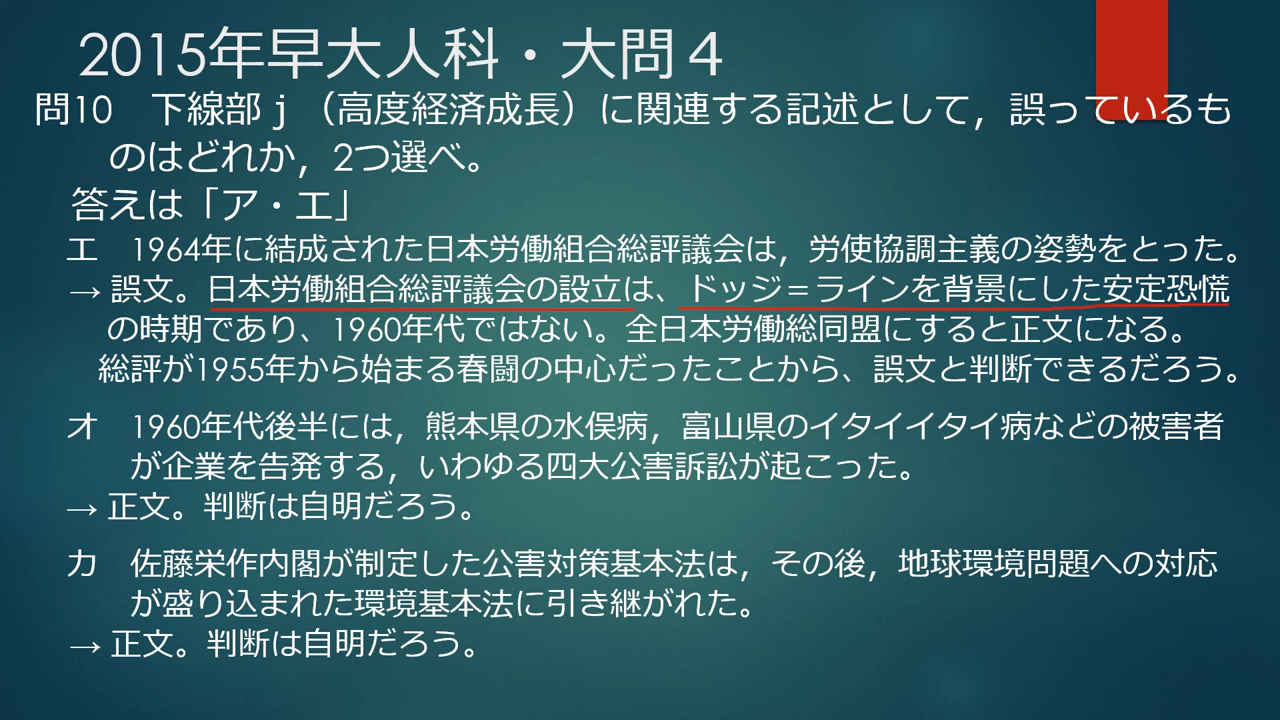 2015年早大人科・大問４
問10　下線部ｊ（高度経済成長）に関連する記述として，誤っているも
のはどれか，2つ選べ。
答えは「ア・エ」
エ　1964年に結成された日本労働組合総評議会は，労使協調主義の姿勢をとった。
→ 誤文。日本労働組合総評議会の設立は、ドッジ＝ラインを背景にした安定恐慌
の時期であり、1960年代ではない。全日本労働総同盟にすると正文になる。
総評が1955年から始まる春闘の中心だったことから、誤文と判断できるだろう。
オ　1960年代後半には，熊本県の水俣病，富山県のイタイイタイ病などの被害者
が企業を告発する，いわゆる四大公害訴訟が起こった。
→ 正文。判断は自明だろう。
カ　佐藤栄作内閣が制定した公害対策基本法は，その後，地球環境問題への対応
が盛り込まれた環境基本法に引き継がれた。
→ 正文。判断は自明だろう。